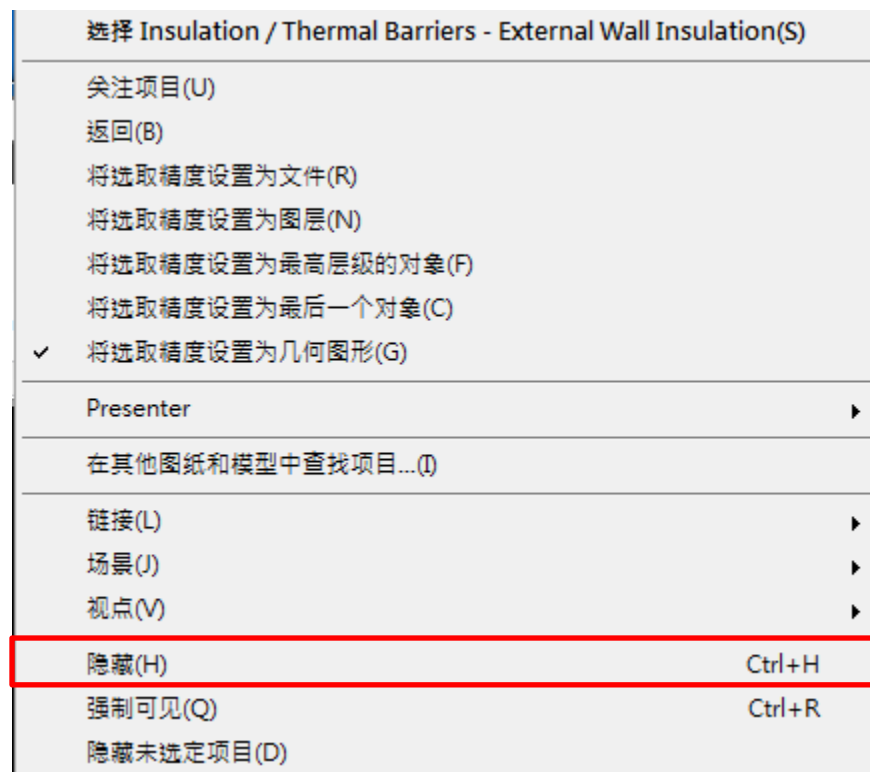 选择 Insulation / Thermal Barriers - External Wall Insulation(S)
关注项目(U)
返回(B)
将选取精度设置为文件(R)
将选取精度设置为图层(N)
将选取精度设置为最高层级的对象(F)
将选取精度设置为最后一个对象(C)
将选取精度设置为几何图形(G)
Presenter
在其他图纸和模型中查找项目...(I)
链接(L)
场景(J)
视点(V)
隐藏(H) Ctrl+H
强制可见(Q) Ctrl+R
隐藏未选定项目(D)